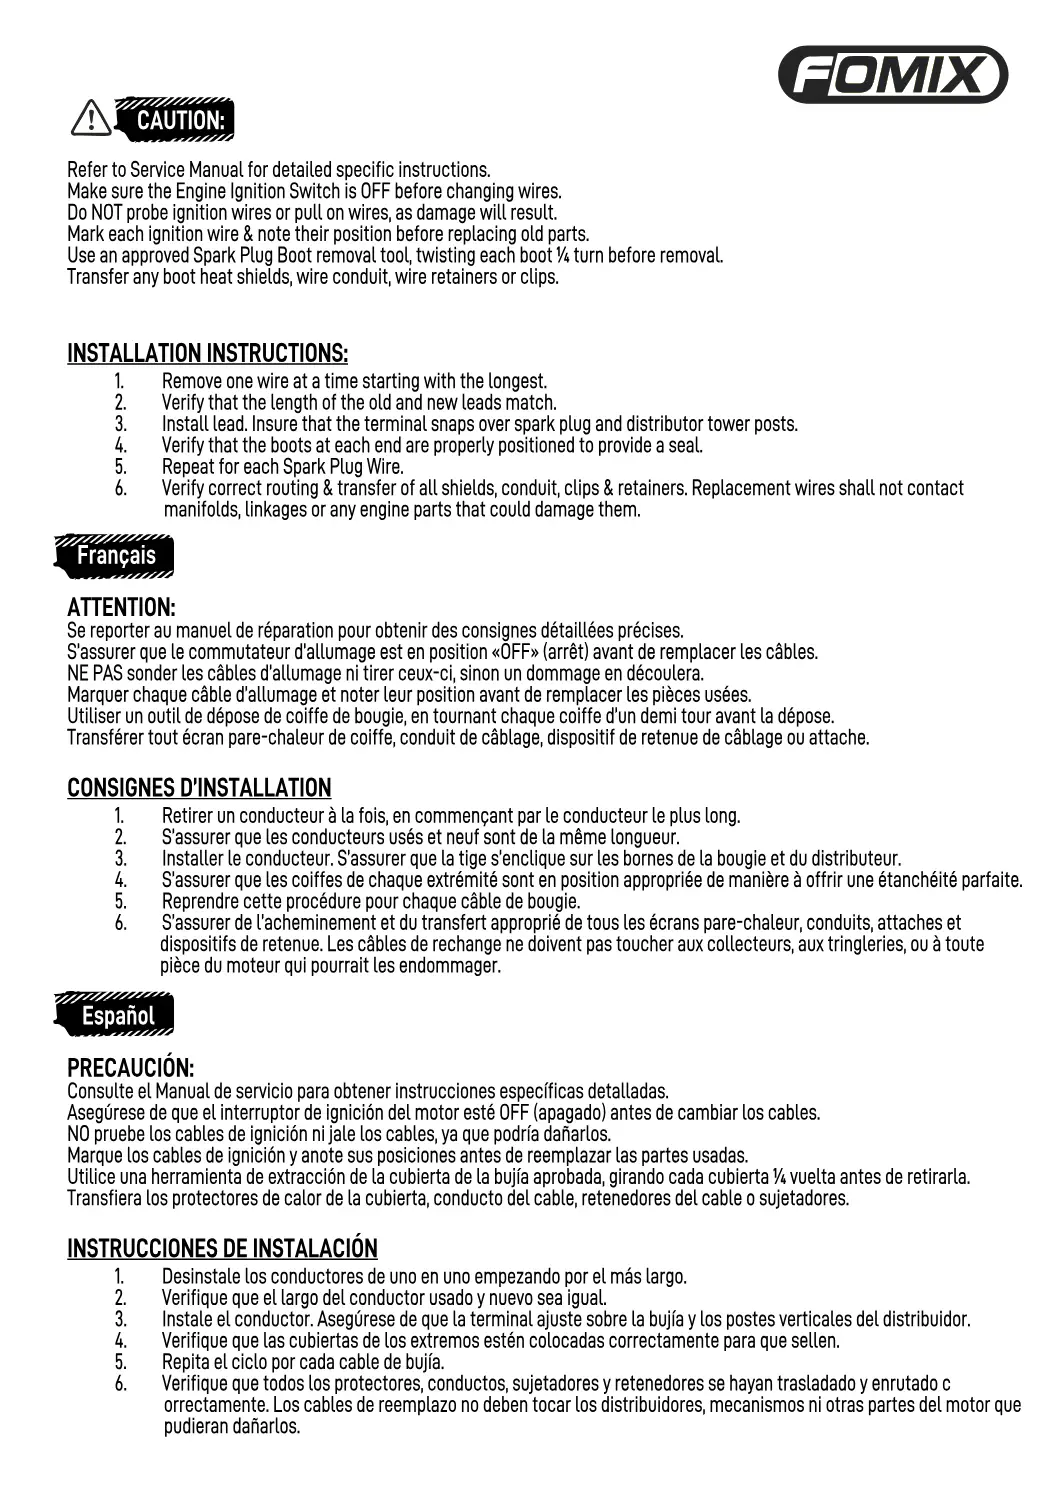 FOMIX
CAUTION:
Refer to Service Manual for detailed specific instructions.
Make sure the Engine Ignition Switch is OFF before changing wires.
Do NOT probe ignition wires or pull on wires, as damage will result.
Mark each ignition wire & note their position before replacing old parts.
Use an approved Spark Plug Boot removal tool, twisting each boot ¼ turn before removal.
Transfer any boot heat shields, wire conduit, wire retainers or clips.
INSTALLATION INSTRUCTIONS:
1. Remove one wire at a time starting with the longest.
2. Verify that the length of the old and new leads match.
3. Install lead. Insure that the terminal snaps over spark plug and distributor tower posts.
4. Verify that the boots at each end are properly positioned to provide a seal.
5. Repeat for each Spark Plug Wire.
6. Verify correct routing & transfer of all shields, conduit, clips & retainers. Replacement wires shall not contact
manifolds, linkages or any engine parts that could damage them.
Français
ATTENTION:
Se reporter au manuel de réparation pour obtenir des consignes détaillées précises.
S'assurer que le commutateur d'allumage est en position «OFF» (arrêt) avant de remplacer les câbles.
NE PAS sonder les câbles d'allumage ni tirer ceux-ci, sinon un dommage en découlera.
Marquer chaque câble d'allumage et noter leur position avant de remplacer les pièces usées.
Utiliser un outil de dépose de coiffe de bougie, en tournant chaque coiffe d'un demi tour avant la dépose.
Transférer tout écran pare-chaleur de coiffe, conduit de câblage, dispositif de retenue de câblage ou attache.
CONSIGNES D'INSTALLATION
1. Retirer un conducteur à la fois, en commençant par le conducteur le plus long.
2. S'assurer que les conducteurs usés et neuf sont de la même longueur.
3. Installer le conducteur. S'assurer que la tige s'enclique sur les bornes de la bougie et du distributeur.
4. S'assurer que les coiffes de chaque extrémité sont en position appropriée de manière à offrir une étanchéité parfaite.
5. Reprendre cette procédure pour chaque câble de bougie.
6. S'assurer de l'acheminement et du transfert approprié de tous les écrans pare-chaleur, conduits, attaches et
dispositifs de retenue. Les câbles de rechange ne doivent pas toucher aux collecteurs, aux tringleries, ou à toute
pièce du moteur qui pourrait les endommager.
Español
PRECAUCIÓN:
Consulte el Manual de servicio para obtener instrucciones específicas detalladas.
Asegúrese de que el interruptor de ignición del motor esté OFF (apagado) antes de cambiar los cables.
NO pruebe los cables de ignición ni jale los cables, ya que podría dañarlos.
Marque los cables de ignición y anote sus posiciones antes de reemplazar las partes usadas.
Utilice una herramienta de extracción de la cubierta de la bujía aprobada, girando cada cubierta ¼ vuelta antes de retirarla.
Transfiera los protectores de calor de la cubierta, conducto del cable, retenedores del cable o sujetadores.
INSTRUCCIONES DE INSTALACIÓN
1. Desinstale los conductores de uno en uno empezando por el más largo.
2. Verifique que el largo del conductor usado y nuevo sea igual.
3. Instale el conductor. Asegúrese de que la terminal ajuste sobre la bujía y los postes verticales del distribuidor.
4. Verifique que las cubiertas de los extremos estén colocadas correctamente para que sellen.
5. Repita el ciclo por cada cable de bujía.
6. Verifique que todos los protectores, conductos, sujetadores y retenedores se hayan trasladado y enrutado c
orrectamente. Los cables de reemplazo no deben tocar los distribuidores, mecanismos ni otras partes del motor que
pudieran dañarlos.